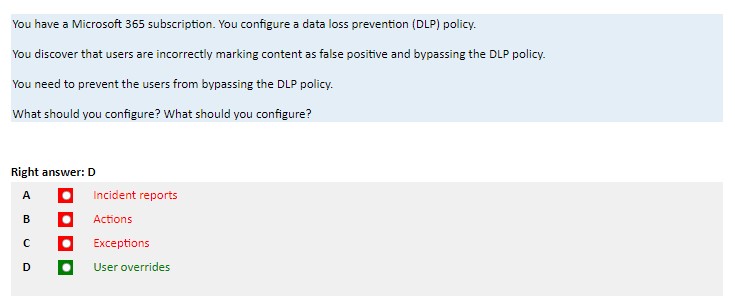 You have a Microsoft 365 subscription. You configure a data loss prevention (DLP) policy.
You discover that users are incorrectly marking content as false positive and bypassing the DLP policy.
You need to prevent the users from bypassing the DLP policy.
What should you configure? What should you configure?
Right answer: D
A Incident reports
B Actions
C Exceptions
D User overrides